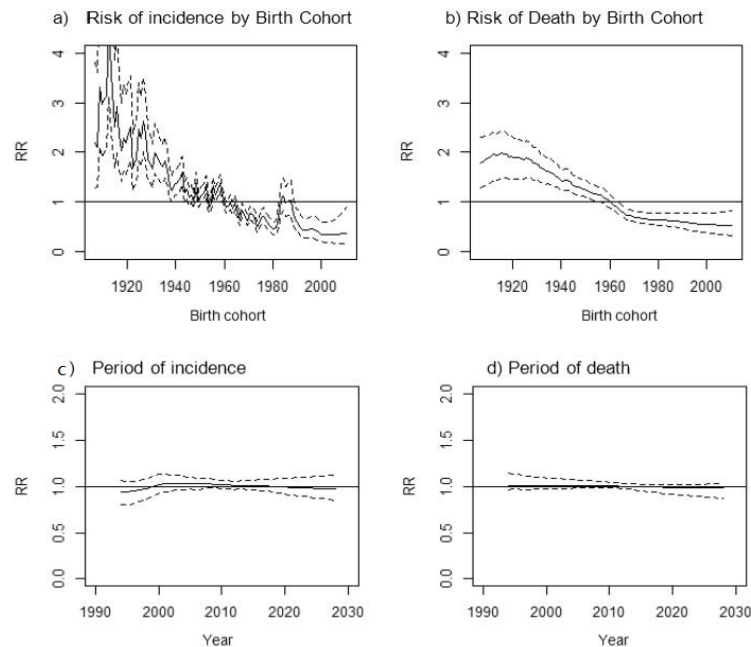 a) Risk of incidence by Birth Cohort
4
3
2
1
0
RR
1920 1940 1960 1980 2000
Birth cohort
b) Risk of Death by Birth Cohort
4
3
2
1
0
RR
1920 1940 1960 1980 2000
Birth cohort
c) Period of incidence
2.0
1.5
1.0
0.5
0.0
RR
1990 2000 2010 2020 2030
Year
d) Period of death
2.0
1.5
1.0
0.5
0.0
RR
1990 2000 2010 2020 2030
Year